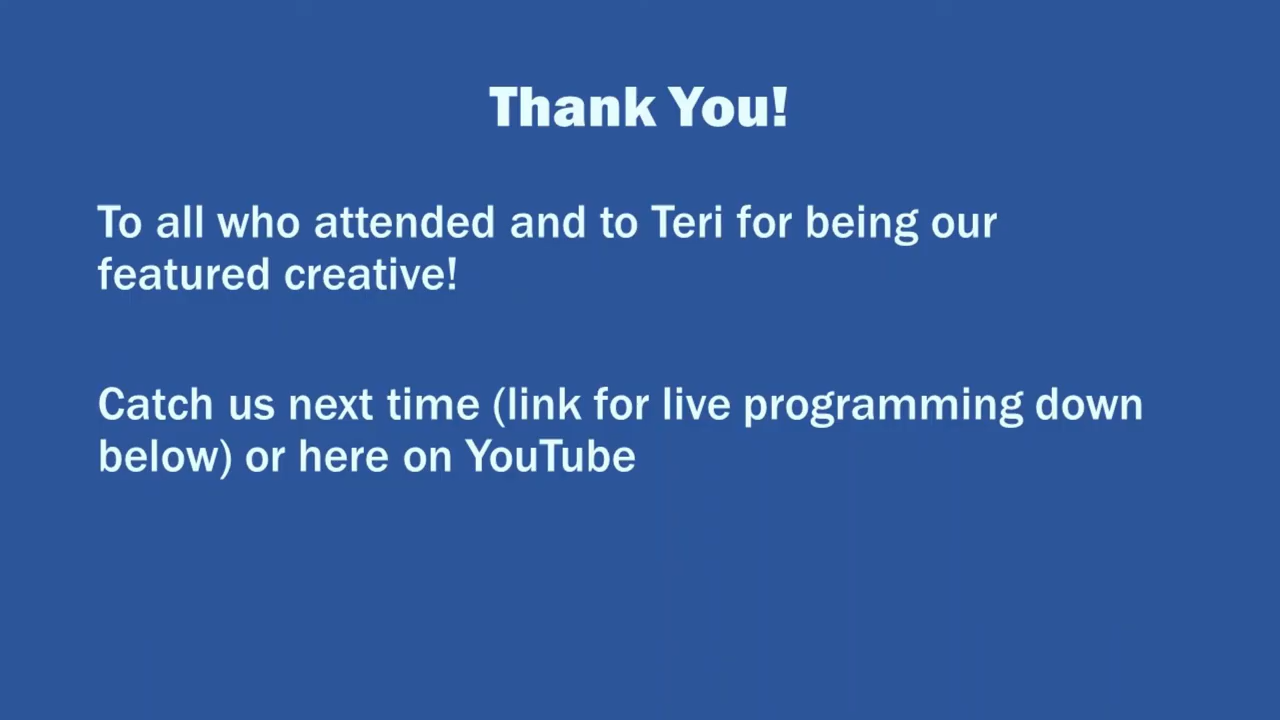 Thank You!
To all who attended and to Teri for being our
featured creative!
Catch us next time (link for live programming down
below) or here on YouTube